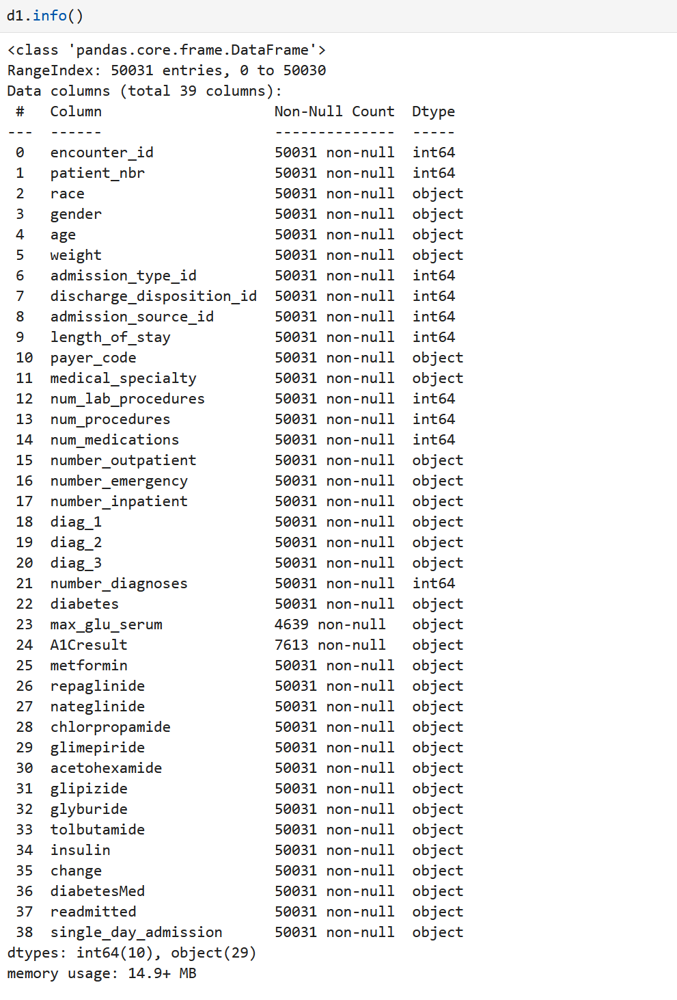 d1.info()
<class 'pandas.core.frame.DataFrame'>
RangeIndex: 50031 entries, 0 to 50030
Data columns (total 39 columns):
 #   Column                    Non-Null Count  Dtype
---  ------                    --------------  -----
 0   encounter_id              50031 non-null  int64
 1   patient_nbr               50031 non-null  int64
 2   race                      50031 non-null  object
 3   gender                    50031 non-null  object
 4   age                       50031 non-null  object
 5   weight                    50031 non-null  object
 6   admission_type_id         50031 non-null  int64
 7   discharge_disposition_id  50031 non-null  int64
 8   admission_source_id       50031 non-null  int64
 9   length_of_stay            50031 non-null  int64
 10  payer_code                50031 non-null  object
 11  medical_specialty         50031 non-null  object
 12  num_lab_procedures        50031 non-null  int64
 13  num_procedures            50031 non-null  int64
 14  num_medications           50031 non-null  int64
 15  number_outpatient         50031 non-null  object
 16  number_emergency          50031 non-null  object
 17  number_inpatient          50031 non-null  object
 18  diag_1                    50031 non-null  object
 19  diag_2                    50031 non-null  object
 20  diag_3                    50031 non-null  object
 21  number_diagnoses          50031 non-null  int64
 22  diabetes                  50031 non-null  object
 23  max_glu_serum             4639 non-null   object
 24  A1Cresult                 7613 non-null   object
 25  metformin                 50031 non-null  object
 26  repaglinide               50031 non-null  object
 27  nateglinide               50031 non-null  object
 28  chlorpropamide            50031 non-null  object
 29  glimepiride               50031 non-null  object
 30  acetohexamide             50031 non-null  object
 31  glipizide                 50031 non-null  object
 32  glyburide                 50031 non-null  object
 33  tolbutamide               50031 non-null  object
 34  insulin                   50031 non-null  object
 35  change                    50031 non-null  object
 36  diabetesMed               50031 non-null  object
 37  readmitted                50031 non-null  object
 38  single_day_admission      50031 non-null  object
dtypes: int64(10), object(29)
memory usage: 14.9+ MB